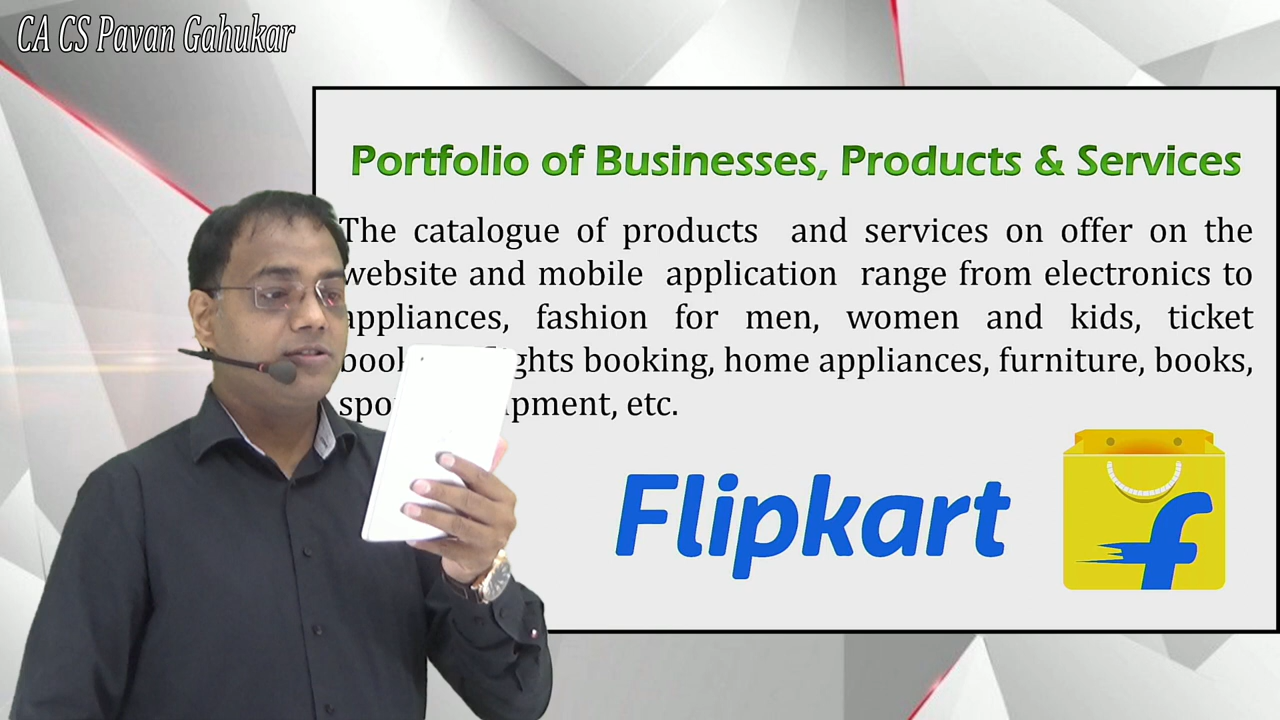 CA CS Pavan Gahukar
Portfolio of Businesses, Products & Services
The catalogue of products and services on offer on the
website and mobile application range from electronics to
appliances, fashion for men, women and kids, ticket
booking, home appliances, furniture, books,
etc.
Flipkart
f